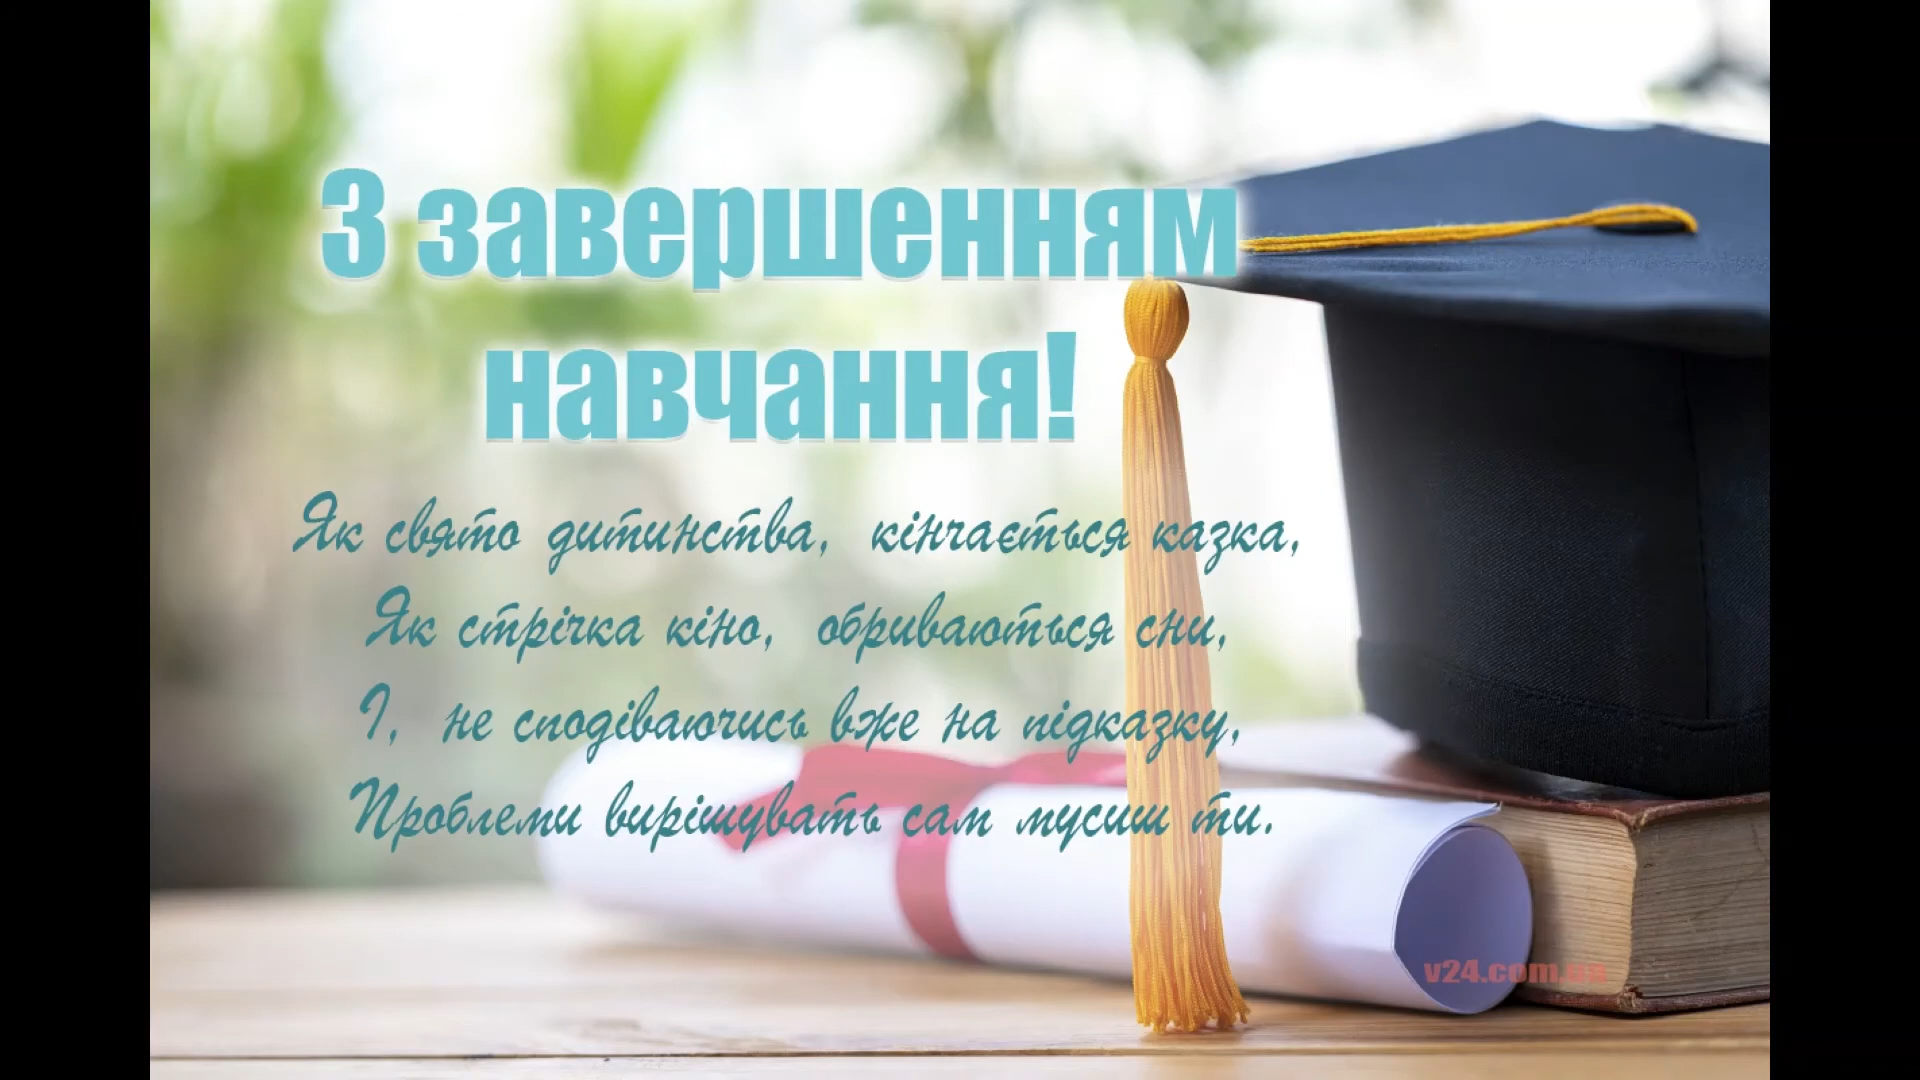 З завершенням
навчання!
Як свято дитинства, кінчається казка,
Як стрічка кіно, обриваються сни,
І, не сподіваючись вже на підказку,
Проблеми вирішувать сам мусиш ти.
v24.com.ua